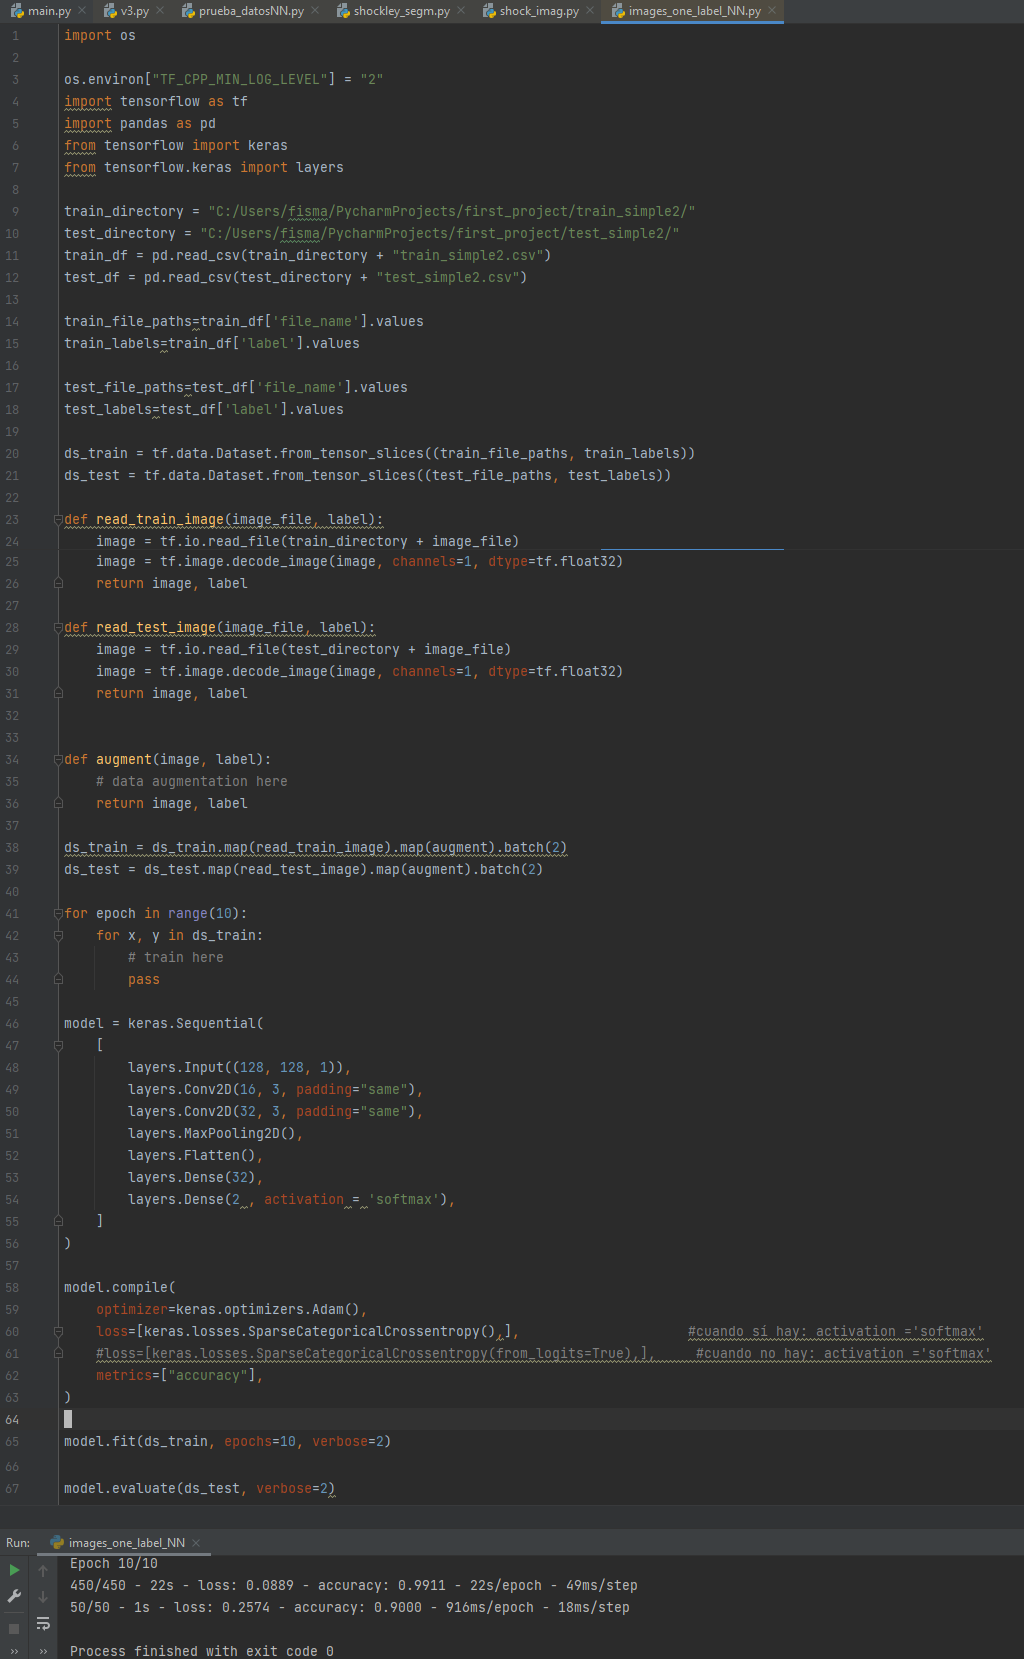 main.py v3.py prueba_datosNN.py shockley_segm.py shock_imag.py images_one_label_NN.py
1 import os
2
3 os.environ["TF_CPP_MIN_LOG_LEVEL"] = "2"
4 import tensorflow as tf
5 import pandas as pd
6 from tensorflow import keras
7 from tensorflow.keras import layers
8
9 train_directory = "C:/Users/fisma/PycharmProjects/first_project/train_simple2/"
10 test_directory = "C:/Users/fisma/PycharmProjects/first_project/test_simple2/"
11 train_df = pd.read_csv(train_directory + "train_simple2.csv")
12 test_df = pd.read_csv(test_directory + "test_simple2.csv")
13
14 train_file_paths=train_df['file_name'].values
15 train_labels=train_df['label'].values
16
17 test_file_paths=test_df['file_name'].values
18 test_labels=test_df['label'].values
19
20 ds_train = tf.data.Dataset.from_tensor_slices((train_file_paths, train_labels))
21 ds_test = tf.data.Dataset.from_tensor_slices((test_file_paths, test_labels))
22
23 def read_train_image(image_file, label):
24 image = tf.io.read_file(train_directory + image_file)
25 image = tf.image.decode_image(image, channels=1, dtype=tf.float32)
26 return image, label
27
28 def read_test_image(image_file, label):
29 image = tf.io.read_file(test_directory + image_file)
30 image = tf.image.decode_image(image, channels=1, dtype=tf.float32)
31 return image, label
32
33
34 def augment(image, label):
35 # data augmentation here
36 return image, label
37
38 ds_train = ds_train.map(read_train_image).map(augment).batch(2)
39 ds_test = ds_test.map(read_test_image).map(augment).batch(2)
40
41 for epoch in range(10):
42 for x, y in ds_train:
43 # train here
44 pass
45
46 model = keras.Sequential(
47 [
48 layers.Input((128, 128, 1)),
49 layers.Conv2D(16, 3, padding="same"),
50 layers.Conv2D(32, 3, padding="same"),
51 layers.MaxPooling2D(),
52 layers.Flatten(),
53 layers.Dense(32),
54 layers.Dense(2 , activation = 'softmax'),
55 ]
56 )
57
58 model.compile(
59 optimizer=keras.optimizers.Adam(),
60 loss=[keras.losses.SparseCategoricalCrossentropy(),], #cuando si hay: activation ='softmax'
61 #loss=[keras.losses.SparseCategoricalCrossentropy(from_logits=True),], #cuando no hay: activation ='softmax'
62 metrics=["accuracy"],
63 )
64
65 model.fit(ds_train, epochs=10, verbose=2)
66
67 model.evaluate(ds_test, verbose=2)
Run: images_one_label_NN
Epoch 10/10
450/450 - 22s - loss: 0.0889 - accuracy: 0.9911 - 22s/epoch - 49ms/step
50/50 - 1s - loss: 0.2574 - accuracy: 0.9000 - 916ms/epoch - 18ms/step
Process finished with exit code 0